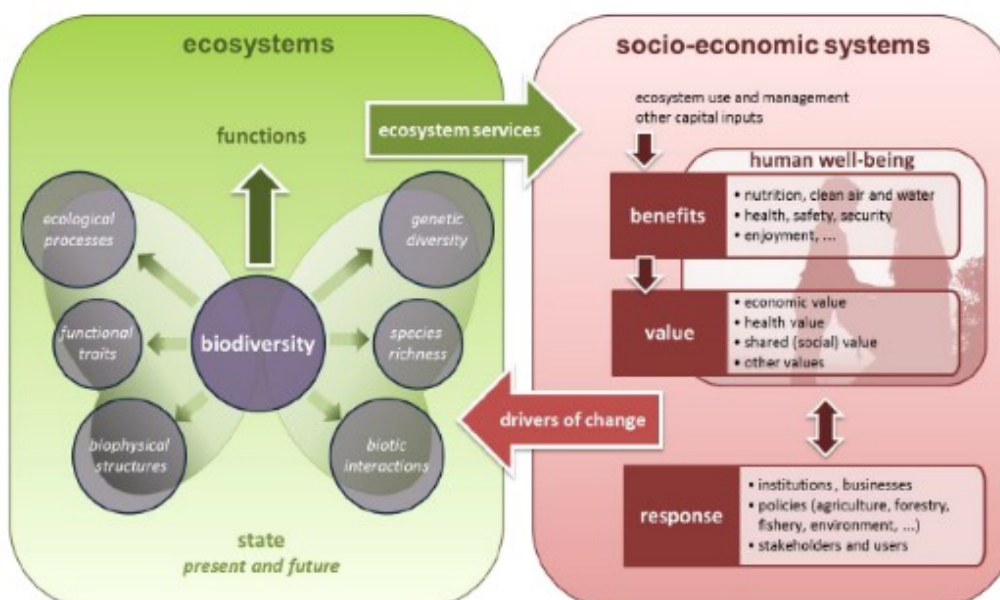 ecosystems
functions
ecosystem services
ecological
processes
genetic
diversity
functional
traits
biodiversity
species
richness
biophysical
structures
biotic
interactions
state
present and future
socio-economic systems
ecosystem use and management
other capital inputs
human well-being
benefits
• nutrition, clean air and water
• health, safety, security
• enjoyment, ...
value
• economic value
• health value
• shared (social) value
• other values
drivers of change
response
• institutions, businesses
• policies (agriculture, forestry,
fishery, environment, ...)
• stakeholders and users